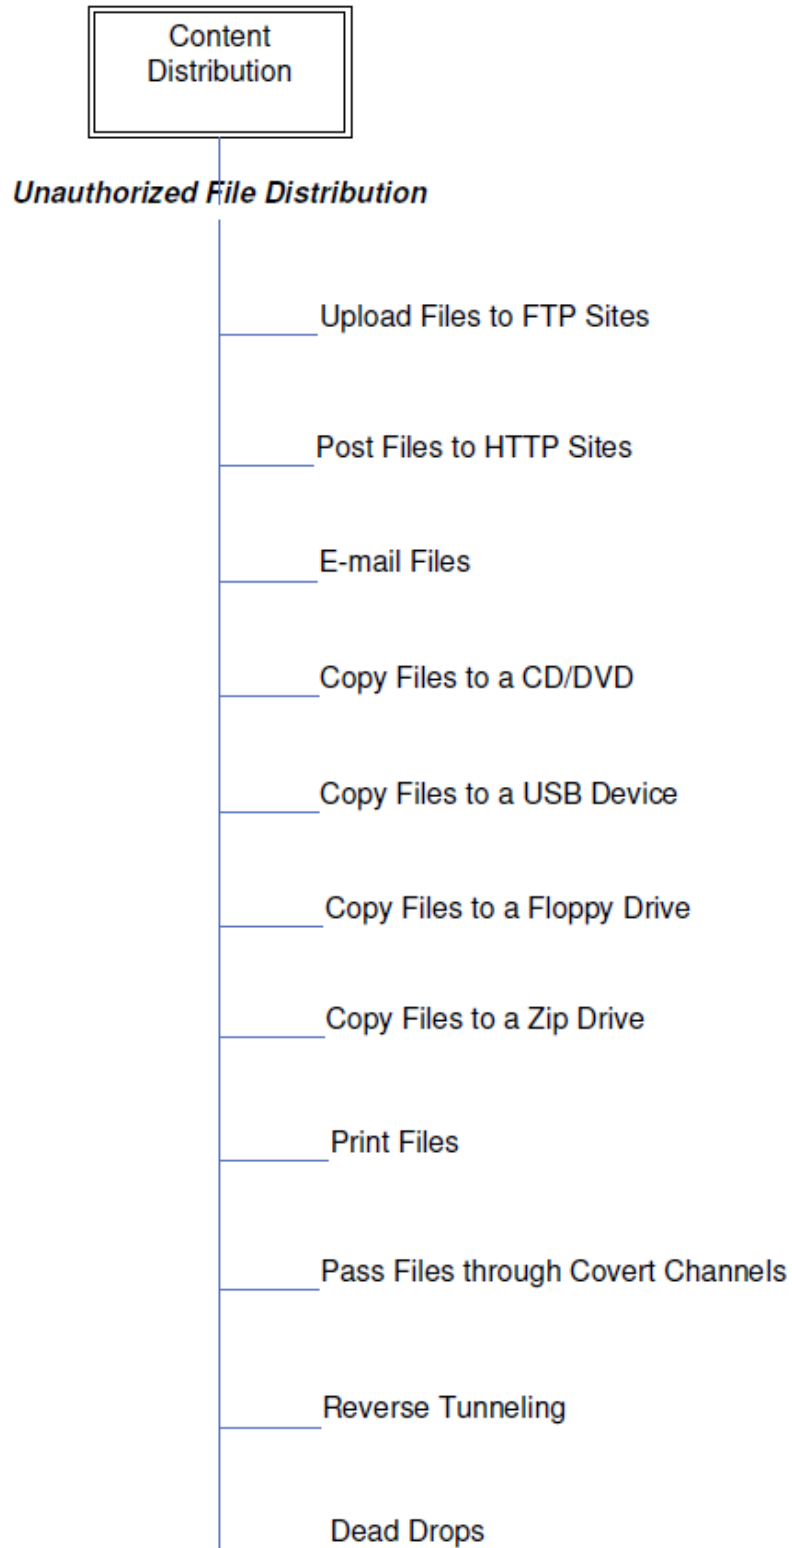 Content
Distribution
Unauthorized File Distribution
Upload Files to FTP Sites
Post Files to HTTP Sites
E-mail Files
Copy Files to a CD/DVD
Copy Files to a USB Device
Copy Files to a Floppy Drive
Copy Files to a Zip Drive
Print Files
Pass Files through Covert Channels
Reverse Tunneling
Dead Drops